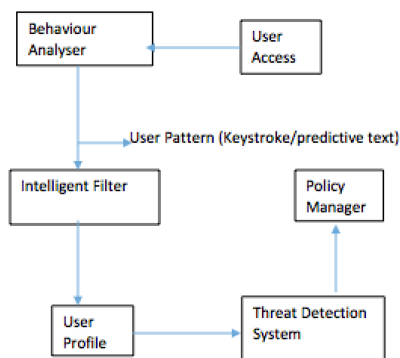 Behaviour
Analyser
User
Access
User Pattern (Keystroke/predictive text)
Intelligent Filter
Policy
Manager
User
Profile
Threat Detection
System